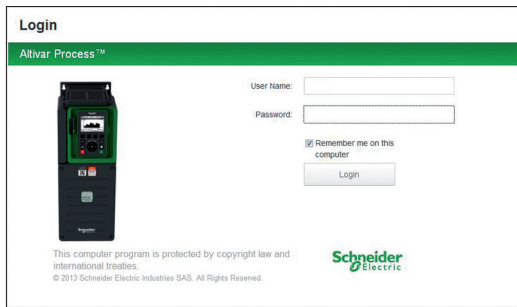 Login
Altivar Process™
User Name:
Password:
Remember me on this
computer
Login
This computer program is protected by copyright law and
international treaties.
© 2013 Schneider Electric Industries SAS. All Rights Reserved.
Schneider
Electric